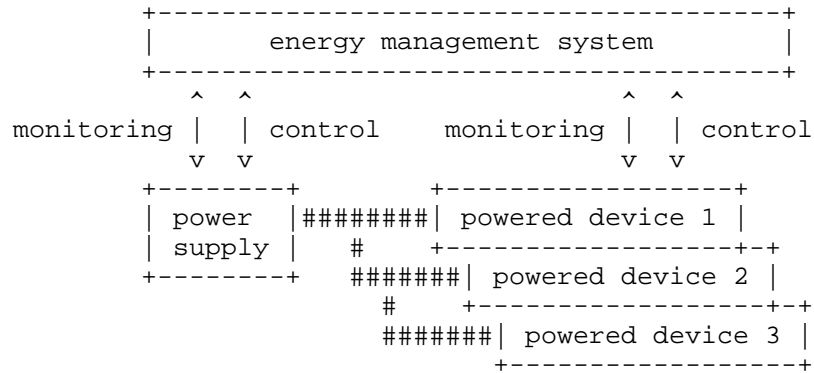 energy management system
monitoring control monitoring control
power powered device 1
supply
powered device 2
powered device 3